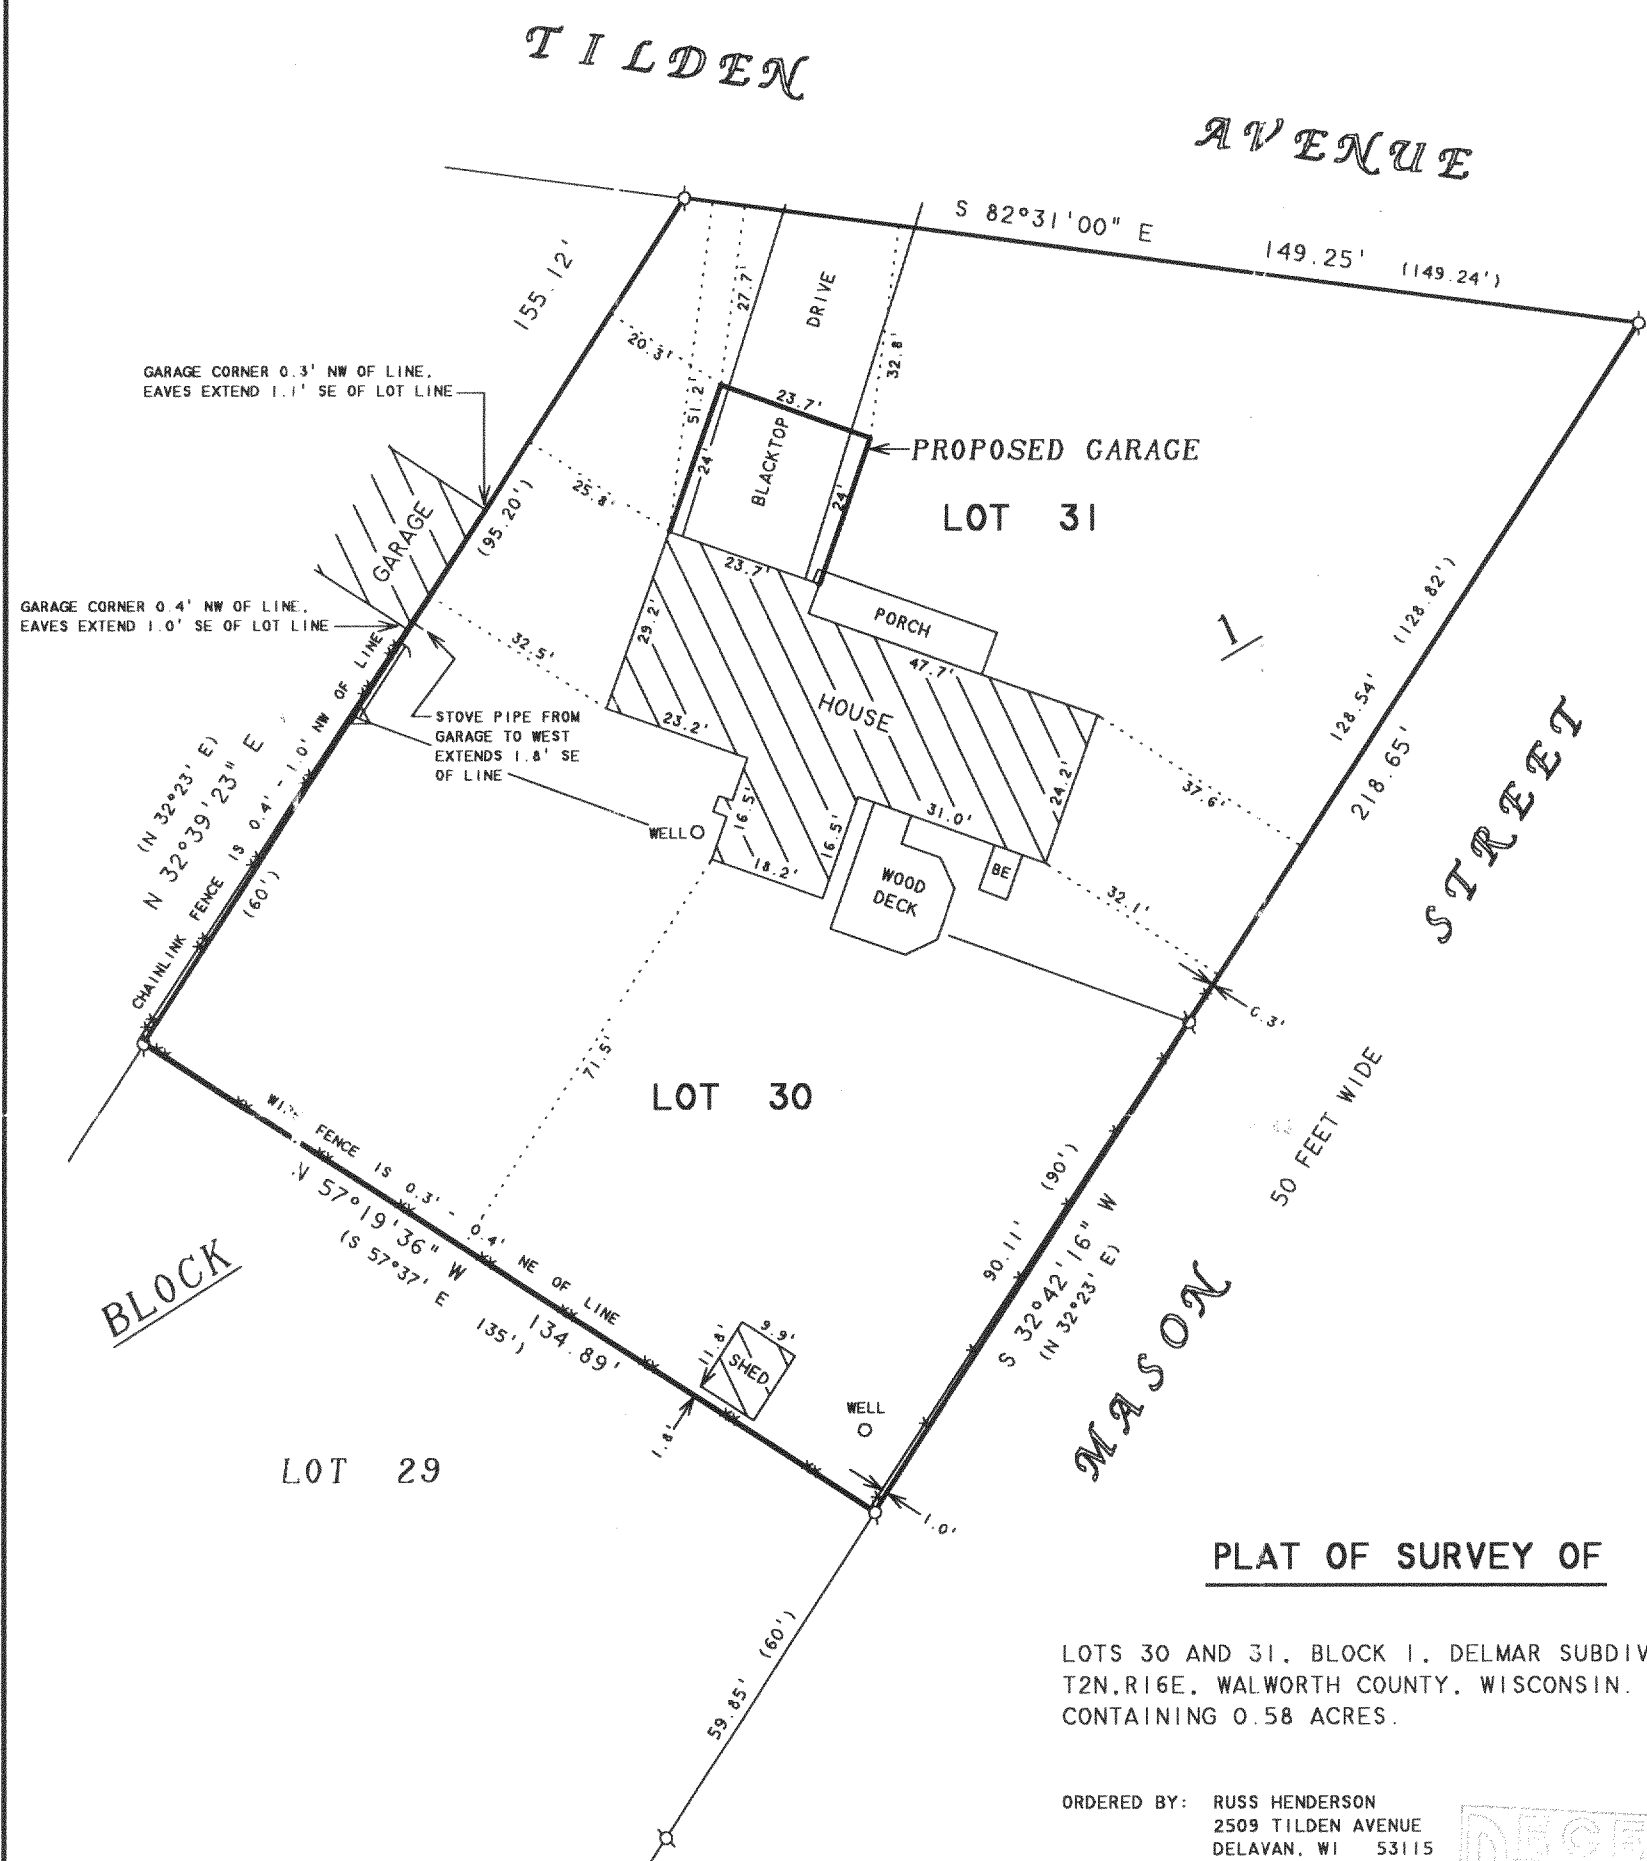 TILDEN
AVENUE
S 82°31'00" E
149.25'
(149.24')
155.12'
27.7'
DRIVE
20.3'
32.8'
GARAGE CORNER 0.3' NW OF LINE,
EAVES EXTEND 1.1' SE OF LOT LINE
51.2'
23.7'
24'
BLACKTOP
24'
PROPOSED GARAGE
LOT 31
25.8'
(95.20')
GARAGE
23.7'
(128.82')
GARAGE CORNER 0.4' NW OF LINE,
EAVES EXTEND 1.0' SE OF LOT LINE
29.2'
PORCH
1
32.5'
47.7'
HOUSE
128.54'
218.65'
STOVE PIPE FROM
GARAGE TO WEST
EXTENDS 1.8' SE
OF LINE
23.2'
(N 32°23' E)
N 32°39'23" E
CHAINLINK FENCE IS 0.4' - 1.0' NW OF LINE
(60')
WELL
16.5'
16.5'
18.2'
31.0'
24.2'
37.6'
WOOD
DECK
BE
32.1'
MASON STREET
50 FEET WIDE
71.5'
LOT 30
FENCE IS 0.3' - 0.4' NE OF LINE
N 57°19'36" W
134.89'
(S 57°37' E 135')
(90')
90.11'
S 32°42'16" W
(N 32°23' E)
BLOCK
11.8'
9.9'
SHED
1.8'
WELL
1.0'
LOT 29
59.85'
(60')
PLAT OF SURVEY OF
LOTS 30 AND 31, BLOCK 1, DELMAR SUBDIV
T2N,R16E, WALWORTH COUNTY, WISCONSIN.
CONTAINING 0.58 ACRES.
ORDERED BY: RUSS HENDERSON
2509 TILDEN AVENUE
DELAVAN, WI 53115